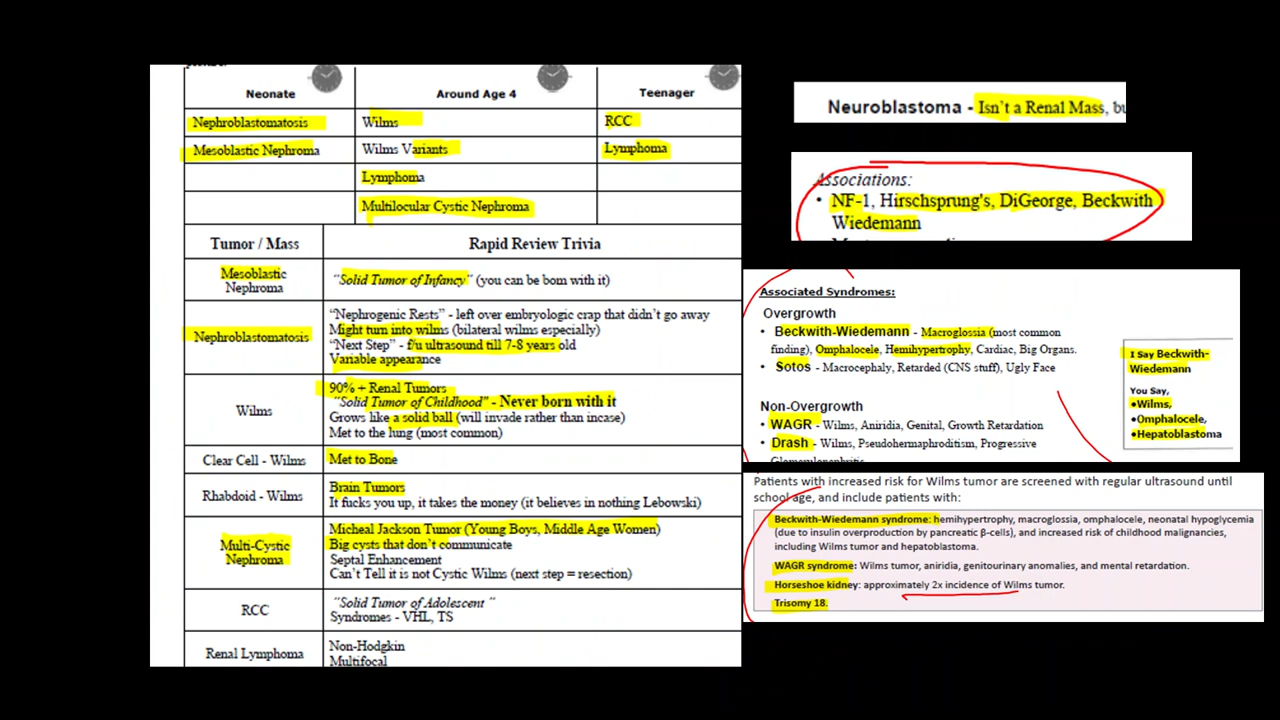 Neonate
Around Age 4
Teenager
Nephroblastomatosis
Wilms
RCC
Mesoblastic Nephroma
Wilms Variants
Lymphoma
Lymphoma
Multilocular Cystic Nephroma
Tumor / Mass
Rapid Review Trivia
Mesoblastic
Nephroma
"Solid Tumor of Infancy" (you can be born with it)
Nephroblastomatosis
"Nephrogenic Rests" - left over embryologic crap that didn't go away
Might turn into wilms (bilateral wilms especially)
"Next Step" - f/u ultrasound till 7-8 years old
Variable appearance
Wilms
90% + Renal Tumors
"Solid Tumor of Childhood" - Never born with it
Grows like a solid ball (will invade rather than incase)
Met to the lung (most common)
Clear Cell - Wilms
Met to Bone
Rhabdoid - Wilms
Brain Tumors
It fucks you up, it takes the money (it believes in nothing Lebowski)
Multi-Cystic
Nephroma
Micheal Jackson Tumor (Young Boys, Middle Age Women)
Big cysts that don't communicate
Septal Enhancement
Can't Tell it is not Cystic Wilms (next step = resection)
RCC
"Solid Tumor of Adolescent "
Syndromes - VHL, TS
Renal Lymphoma
Non-Hodgkin
Multifocal
Neuroblastoma - Isn't a Renal Mass, bu
Associations:
• NF-1, Hirschsprung's, DiGeorge, Beckwith
Wiedemann
Associated Syndromes:
Overgrowth
• Beckwith-Wiedemann - Macroglossia (most common
finding), Omphalocele, Hemihypertrophy, Cardiac, Big Organs.
• Sotos - Macrocephaly, Retarded (CNS stuff), Ugly Face
Non-Overgrowth
• WAGR - Wilms, Aniridia, Genital, Growth Retardation
• Drash - Wilms, Pseudohermaphroditism, Progressive
Glomerulonephritis
I Say Beckwith-
Wiedemann
You Say,
•Wilms,
•Omphalocele,
•Hepatoblastoma
Patients with increased risk for Wilms tumor are screened with regular ultrasound until
school age, and include patients with:
Beckwith-Wiedemann syndrome: hemihypertrophy, macroglossia, omphalocele, neonatal hypoglycemia
(due to insulin overproduction by pancreatic β-cells), and increased risk of childhood malignancies,
including Wilms tumor and hepatoblastoma.
WAGR syndrome: Wilms tumor, aniridia, genitourinary anomalies, and mental retardation.
Horseshoe kidney: approximately 2x incidence of Wilms tumor.
Trisomy 18.